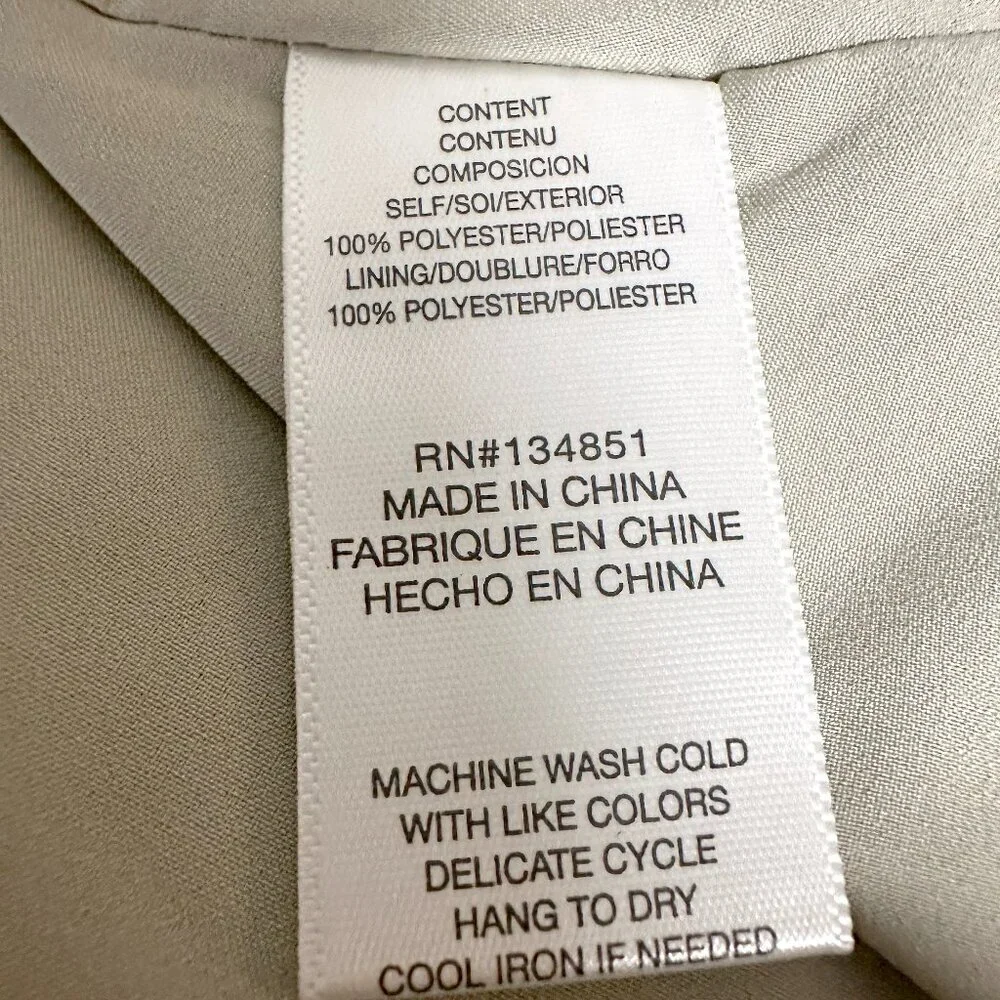 CONTENT
CONTENU
COMPOSICION
SELF/SOI/EXTERIOR
100% POLYESTER/POLIESTER
LINING/DOUBLURE/FORRO
100% POLYESTER/POLIESTER
RN#134851
MADE IN CHINA
FABRIQUE EN CHINE
HECHO EN CHINA
MACHINE WASH COLD
WITH LIKE COLORS
DELICATE CYCLE
HANG TO DRY
COOL IRON IF NEEDED